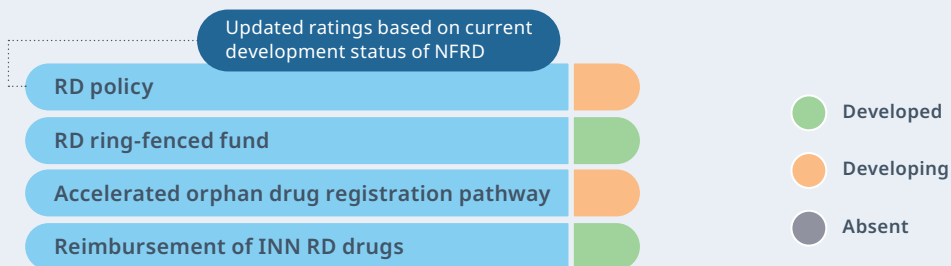 Updated ratings based on current
development status of NFRD
RD policy
RD ring-fenced fund
Accelerated orphan drug registration pathway
Reimbursement of INN RD drugs
Developed
Developing
Absent